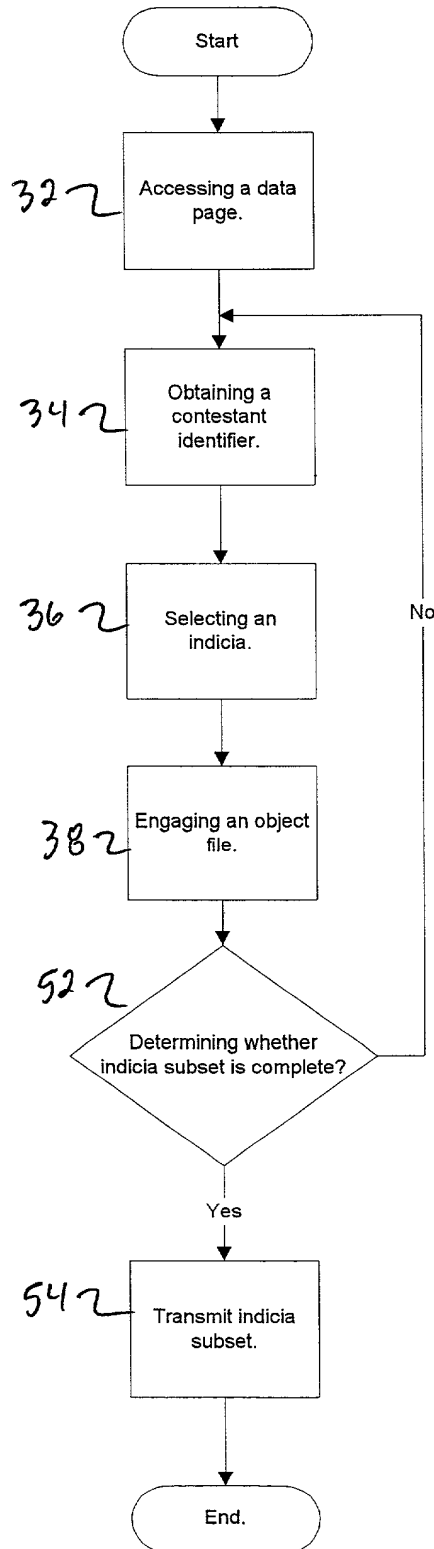 Start
32
Accessing a data
page.
34
Obtaining a
contestant
identifier.
36
Selecting an
indicia.
No
38
Engaging an object
file.
52
Determining whether
indicia subset is complete?
Yes
54
Transmit indicia
subset.
End.